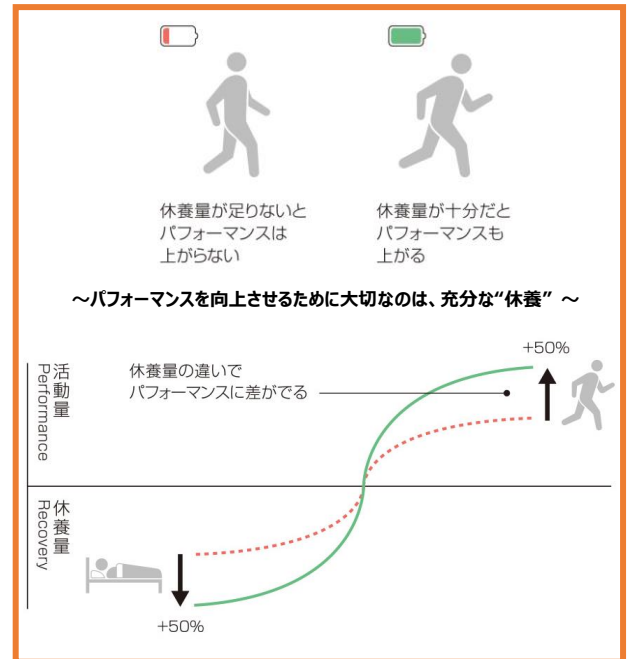 休養量が足りないと
パフォーマンスは
上がらない
休養量が十分だと
パフォーマンスも
上がる
～パフォーマンスを向上させるために大切なのは、充分な“休養” ～
+50%
活動量
Performance
休養量の違いで
パフォーマンスに差がでる
休養量
Recovery
+50%